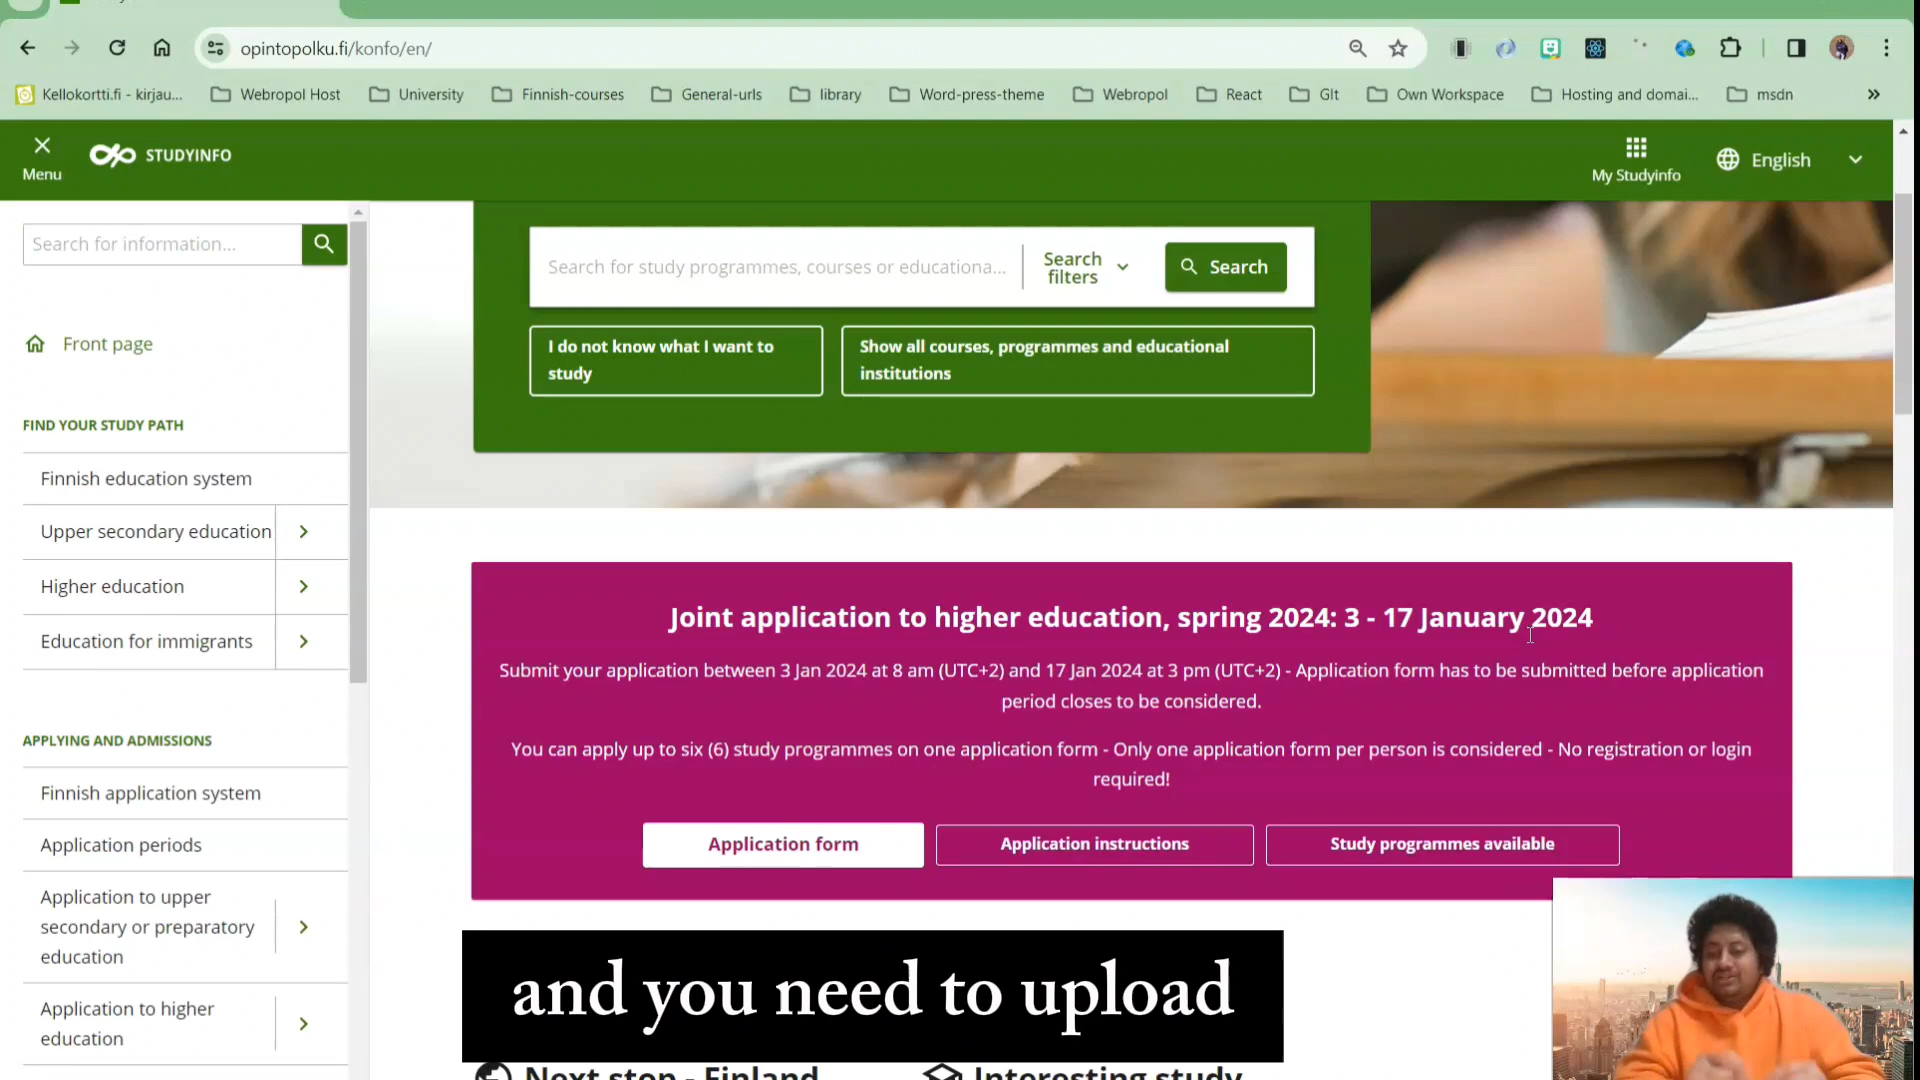 opintopolku.fi/konfo/en/
Kellokortti.fi - kirjau...
Webropol Host
University
Finnish-courses
General-urls
library
Word-press-theme
Webropol
React
GIt
Own Workspace
Hosting and domai...
msdn
»
Menu
STUDYINFO
My Studyinfo
English
Search for information...
Front page
FIND YOUR STUDY PATH
Finnish education system
Upper secondary education
Higher education
Education for immigrants
APPLYING AND ADMISSIONS
Finnish application system
Application periods
Application to upper
secondary or preparatory
education
Application to higher
education
Search for study programmes, courses or educationa...
Search
filters
Search
I do not know what I want to
study
Show all courses, programmes and educational
institutions
Joint application to higher education, spring 2024: 3 - 17 January 2024
Submit your application between 3 Jan 2024 at 8 am (UTC+2) and 17 Jan 2024 at 3 pm (UTC+2) - Application form has to be submitted before application
period closes to be considered.
You can apply up to six (6) study programmes on one application form - Only one application form per person is considered - No registration or login
required!
Application form
Application instructions
Study programmes available
and you need to upload
Next stop - Finland
Interesting study